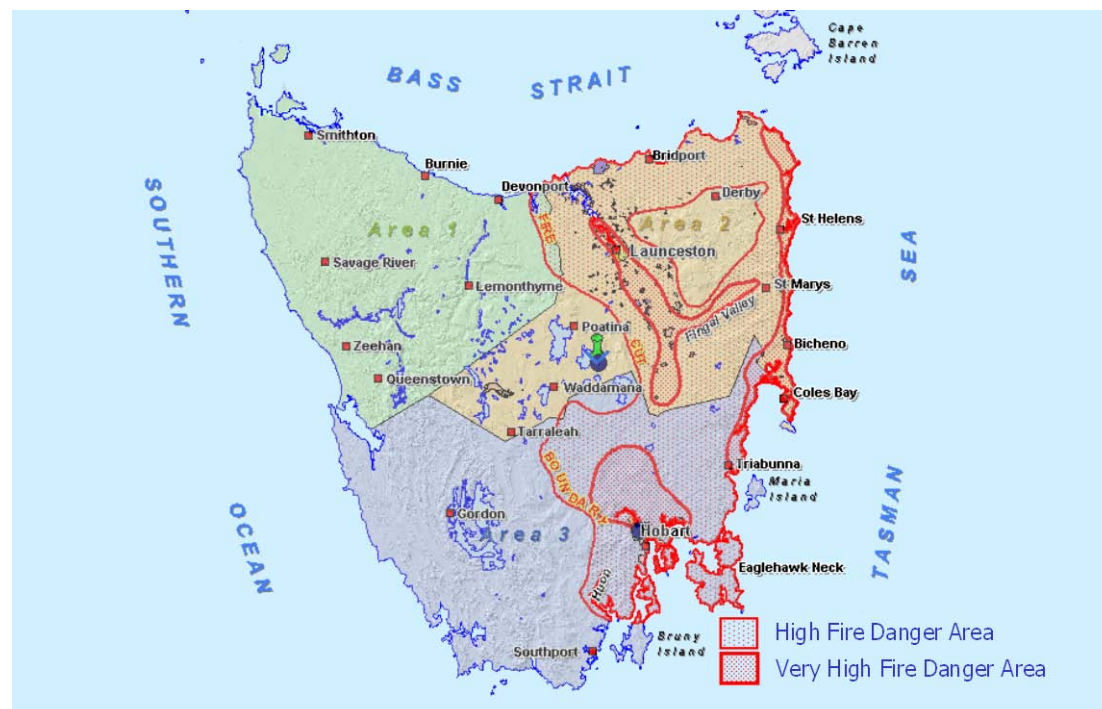 Cape
Barren
Island
BASS STRAIT
Smithton
Burnie
Bridport
Devonport
Derby
SOUTHERN
FIRE
Area 1
Area 2
St Helens
Launceston
SEA
Savage River
Lemonthyme
St Marys
Fingal Valley
Poatina
CUT
Zeehan
Bicheno
Queenstown
Waddamana
Coles Bay
Tarraleah
BOUNDARY
Triabunna
Maria
Island
TASMAN
OCEAN
Gordon
Hobart
Area 3
Eaglehawk Neck
Huon
High Fire Danger Area
Bruny
Island
Southport
Very High Fire Danger Area